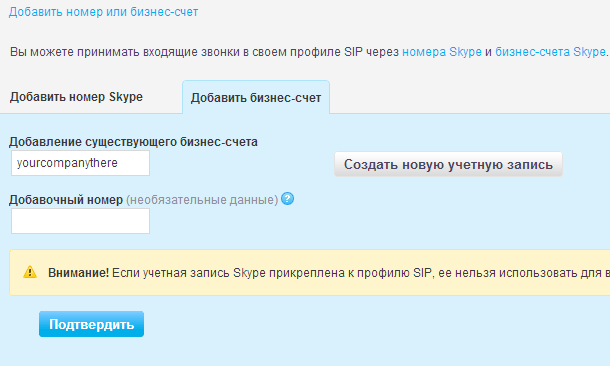 Добавить номер или бизнес-счет
Вы можете принимать входящие звонки в своем профиле SIP через номера Skype и бизнес-счета Skype.
Добавить номер Skype
Добавить бизнес-счет
Добавление существующего бизнес-счета
yourcompanythere
Создать новую учетную запись
Добавочный номер (необязательные данные) ?
Внимание! Если учетная запись Skype прикреплена к профилю SIP, ее нельзя использовать для в
Подтвердить